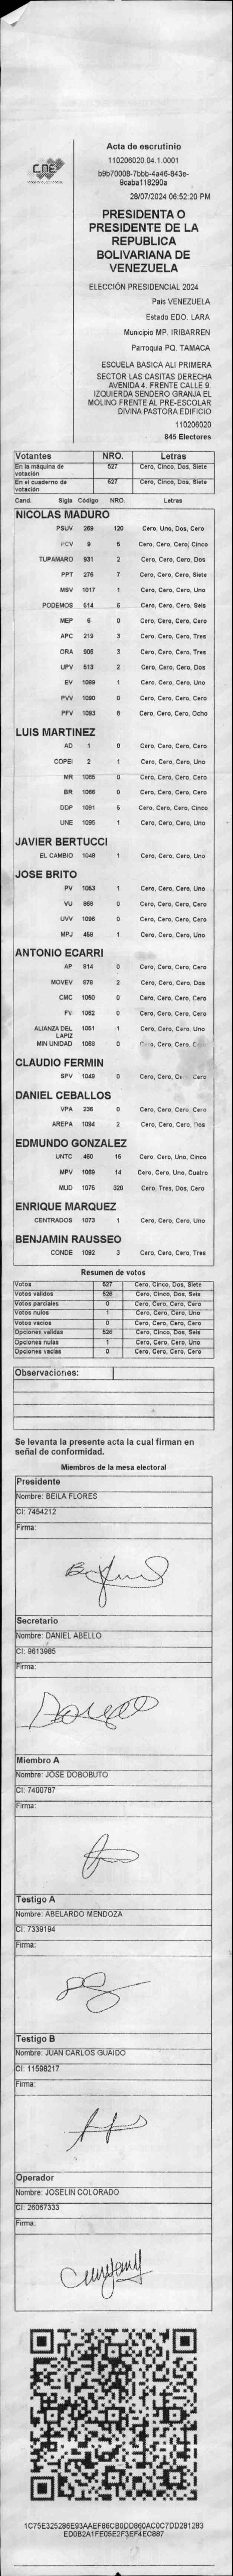 CNE
Acta de escrutinio
110206020.04.1.0001
b9b70008-7bbb-4a46-843e-
9caba118290a
28/07/2024 06:52:20 PM
PRESIDENTA O
PRESIDENTE DE LA
REPUBLICA
BOLIVARIANA DE
VENEZUELA
ELECCIÓN PRESIDENCIAL 2024
Pais VENEZUELA
Estado EDO. LARA
Municipio MP. IRIBARREN
Parroquia PQ. TAMACA
ESCUELA BASICA ALI PRIMERA
SECTOR LAS CASITAS DERECHA
AVENIDA 4. FRENTE CALLE 9.
IZQUIERDA SENDERO GRANJA EL
MOLINO FRENTE AL PRE-ESCOLAR
DIVINA PASTORA EDIFICIO
110206020
845 Electores
Votantes NRO. Letras
En la máquina de votación 527 Cero, Cinco, Dos, Siete
En el cuaderno de votación 527 Cero, Cinco, Dos, Siete
Cand. Sigla Código NRO. Letras
NICOLAS MADURO
PSUV 269 120 Cero, Uno, Dos, Cero
PCV 9 5 Cero, Cero, Cero, Cinco
TUPAMARO 931 2 Cero, Cero, Cero, Dos
PPT 276 7 Cero, Cero, Cero, Siete
MSV 1017 1 Cero, Cero, Cero, Uno
PODEMOS 514 6 Cero, Cero, Cero, Seis
MEP 6 0 Cero, Cero, Cero, Cero
APC 219 3 Cero, Cero, Cero, Tres
ORA 906 3 Cero, Cero, Cero, Tres
UPV 513 2 Cero, Cero, Cero, Dos
EV 1089 1 Cero, Cero, Cero, Uno
PVV 1090 0 Cero, Cero, Cero, Cero
PFV 1093 8 Cero, Cero, Cero, Ocho
LUIS MARTINEZ
AD 1 0 Cero, Cero, Cero, Cero
COPEI 2 1 Cero, Cero, Cero, Uno
MR 1065 0 Cero, Cero, Cero, Cero
BR 1066 0 Cero, Cero, Cero, Cero
DDP 1091 5 Cero, Cero, Cero, Cinco
UNE 1095 1 Cero, Cero, Cero, Uno
JAVIER BERTUCCI
EL CAMBIO 1048 1 Cero, Cero, Cero, Uno
JOSE BRITO
PV 1053 1 Cero, Cero, Cero, Uno
VU 868 0 Cero, Cero, Cero, Cero
UVV 1096 0 Cero, Cero, Cero, Cero
MPJ 459 1 Cero, Cero, Cero, Uno
ANTONIO ECARRI
AP 814 0 Cero, Cero, Cero, Cero
MOVEV 878 2 Cero, Cero, Cero, Dos
CMC 1050 0 Cero, Cero, Cero, Cero
FV 1062 0 Cero, Cero, Cero, Cero
ALIANZA DEL LAPIZ 1051 1 Cero, Cero, Cero, Uno
MIN UNIDAD 1068 0 Cero, Cero
CLAUDIO FERMIN
SPV 1049 0 Cero, Cero, Cero
DANIEL CEBALLOS
VPA 236 0 Cero, Cero, Cero, Cero
AREPA 1094 2 Cero, Cero, Cero, Dos
EDMUNDO GONZALEZ
UNTC 460 15 Cero, Cero, Uno, Cinco
MPV 1069 14 Cero, Cero, Uno, Cuatro
MUD 1075 320 Cero, Tres, Dos, Cero
ENRIQUE MARQUEZ
CENTRADOS 1073 1 Cero, Cero, Cero, Uno
BENJAMIN RAUSSEO
CONDE 1092 3 Cero, Cero, Cero, Tres
Resumen de votos
Votos 527 Cero, Cinco, Dos, Siete
Votos validos 526 Cero, Cinco, Dos, Seis
Votos parciales 0 Cero, Cero, Cero, Cero
Votos nulos 1 Cero, Cero, Cero, Uno
Votos vacios 0 Cero, Cero, Cero, Cero
Opciones validas 526 Cero, Cinco, Dos, Seis
Opciones nulas 1 Cero, Cero, Cero, Uno
Opciones vacias 0 Cero, Cero, Cero, Cero
Observaciones:
Se levanta la presente acta la cual firman en
señal de conformidad.
Miembros de la mesa electoral
Presidente
Nombre: BEILA FLORES
CI: 7454212
Firma:
Secretario
Nombre: DANIEL ABELLO
CI: 9613985
Firma:
Miembro A
Nombre: JOSE DOBOBUTO
CI: 7400787
Firma:
Testigo A
Nombre: ABELARDO MENDOZA
CI: 7339194
Firma:
Testigo B
Nombre: JUAN CARLOS GUAIDO
CI: 11598217
Firma:
Operador
Nombre: JOSELIN COLORADO
CI: 26067333
Firma:
1C75E325286E93AAEF86CB0DD860AC0C7DD281283
ED0B2A1FE05E2F3EF4EC887